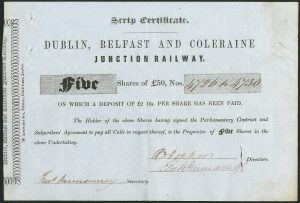 Scrip Certificate.
DUBLIN, BELFAST AND COLERAINE
JUNCTION RAILWAY.
Five Shares of £50, Nos. 4726 to 4730
ON WHICH A DEPOSIT OF £2 10s. PER SHARE HAS BEEN PAID.
The Holder of the above Shares having signed the Parliamentary Contract and
Subscribers' Agreement to pay all Calls in respect thereof, is the Proprietor of Five Shares in the
above Undertaking.
Directors.
Secretary.